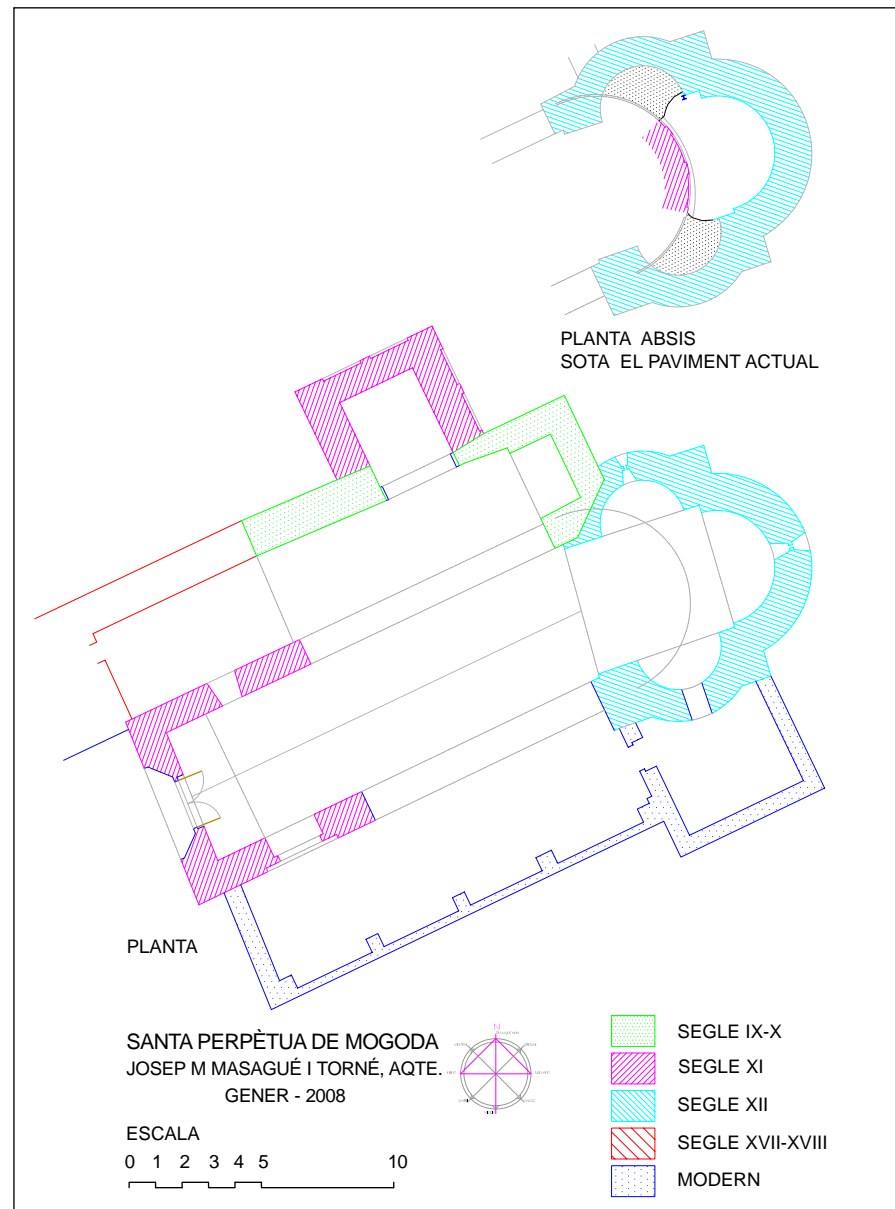 PLANTA ABSIS
SOTA EL PAVIMENT ACTUAL
PLANTA
SANTA PERPÈTUA DE MOGODA
JOSEP M MASAGUÉ I TORNÉ, AQTE.
GENER - 2008
N
ESCALA
0 1 2 3 4 5 10
SEGLE IX-X
SEGLE XI
SEGLE XII
SEGLE XVII-XVIII
MODERN